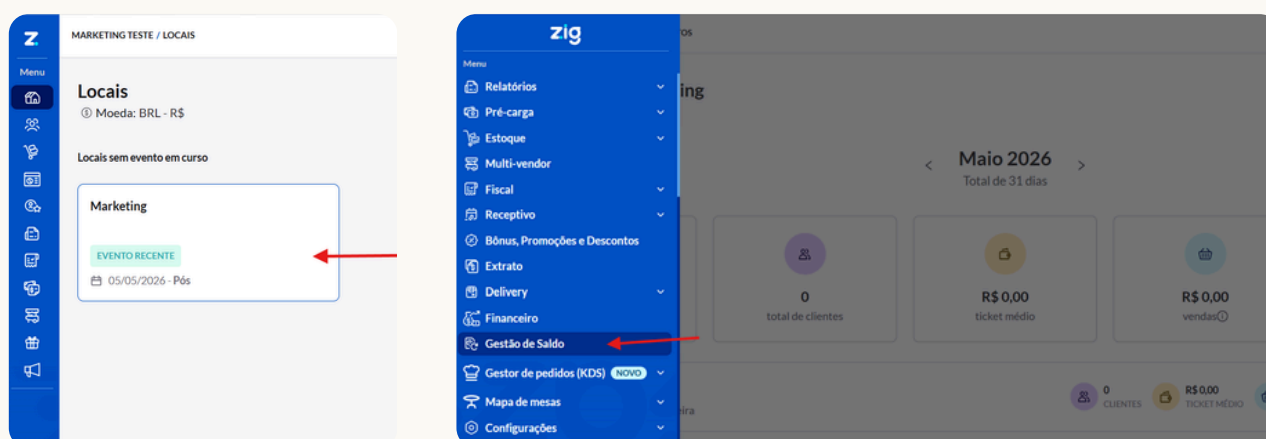 z.
Menu
MARKETING TESTE / LOCAIS
Locais
Moeda: BRL - R$
Locais sem evento em curso
Marketing
EVENTO RECENTE
05/05/2026 - Pós
zig
Menu
Relatórios
Pré-carga
Estoque
Multi-vendor
Fiscal
Receptivo
Bônus, Promoções e Descontos
Extrato
Delivery
Financeiro
Gestão de Saldo
Gestor de pedidos (KDS) NOVO
Mapa de mesas
Configurações
os
ing
< Maio 2026 >
Total de 31 dias
0
total de clientes
R$ 0,00
ticket médio
R$ 0,00
vendas
eira
0
CLIENTES
R$ 0,00
TICKET MÉDIO